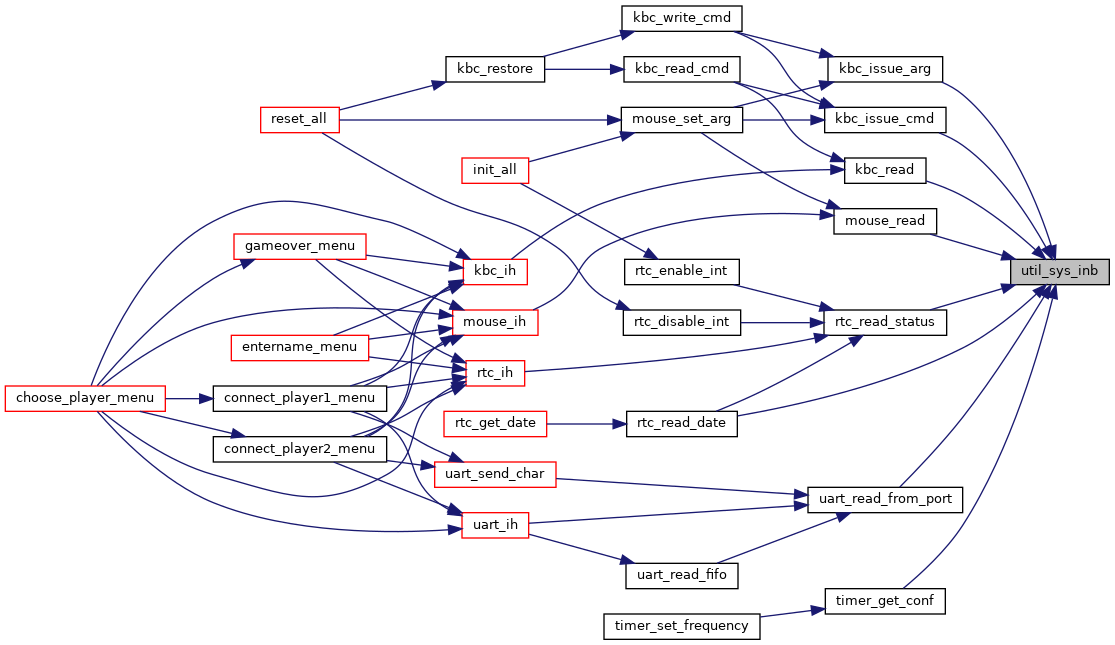 kbc_write_cmd
kbc_restore
kbc_read_cmd
kbc_issue_arg
reset_all
mouse_set_arg
kbc_issue_cmd
init_all
kbc_read
mouse_read
gameover_menu
kbc_ih
rtc_enable_int
util_sys_inb
mouse_ih
rtc_disable_int
rtc_read_status
entername_menu
rtc_ih
choose_player_menu
connect_player1_menu
rtc_get_date
rtc_read_date
connect_player2_menu
uart_send_char
uart_read_from_port
uart_ih
uart_read_fifo
timer_get_conf
timer_set_frequency